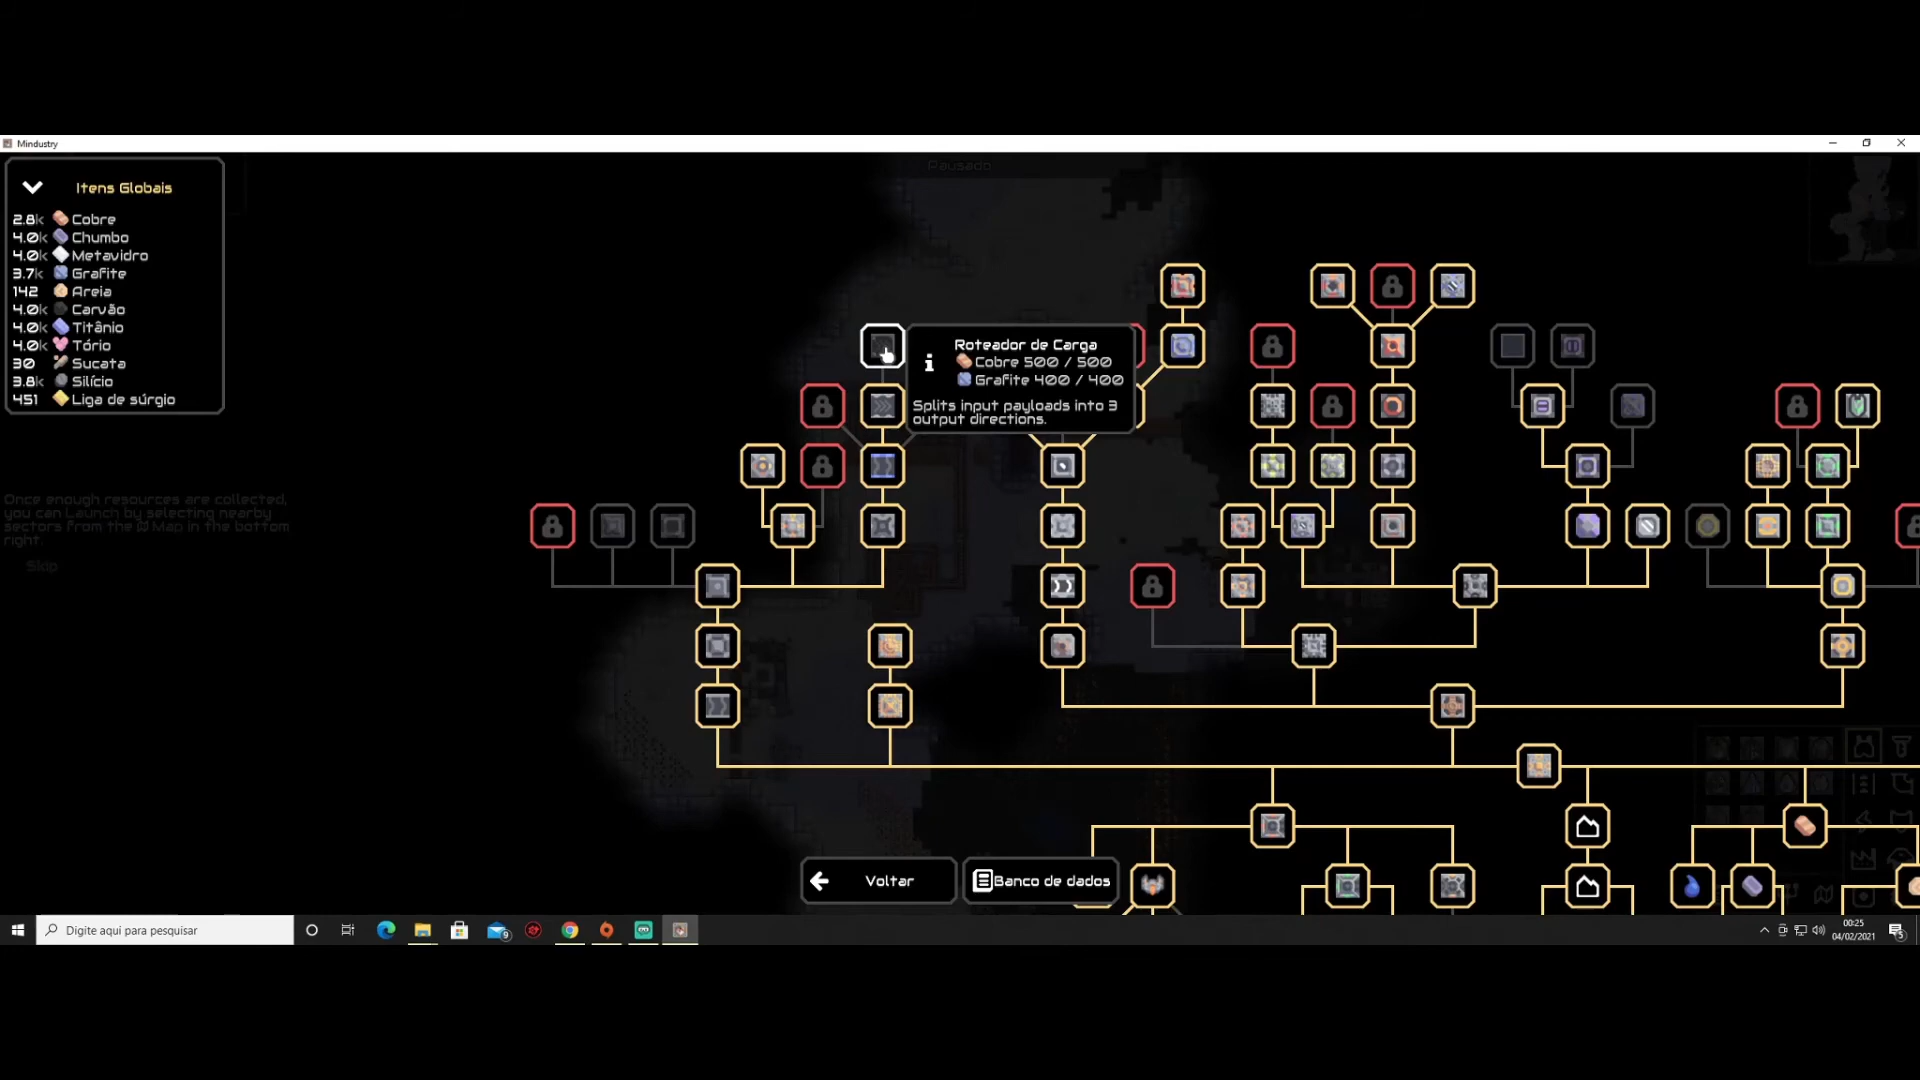 Mindustry
Pausado
Itens Globais
2.8k Cobre
4.0k Chumbo
4.0k Metavidro
3.7k Grafite
142 Areia
4.0k Carvão
4.0k Titânio
4.0k Tório
30 Sucata
3.8k Silício
451 Liga de súrgio
Roteador de Carga
Cobre 500 / 500
Grafite 400 / 400
Splits input payloads into 3
output directions.
Once enough resources are collected,
you can Launch by selecting nearby
sectors from the Map in the bottom
right.
Skip
Voltar
Banco de dados
Digite aqui para pesquisar
9
00:25
04/02/2021
5